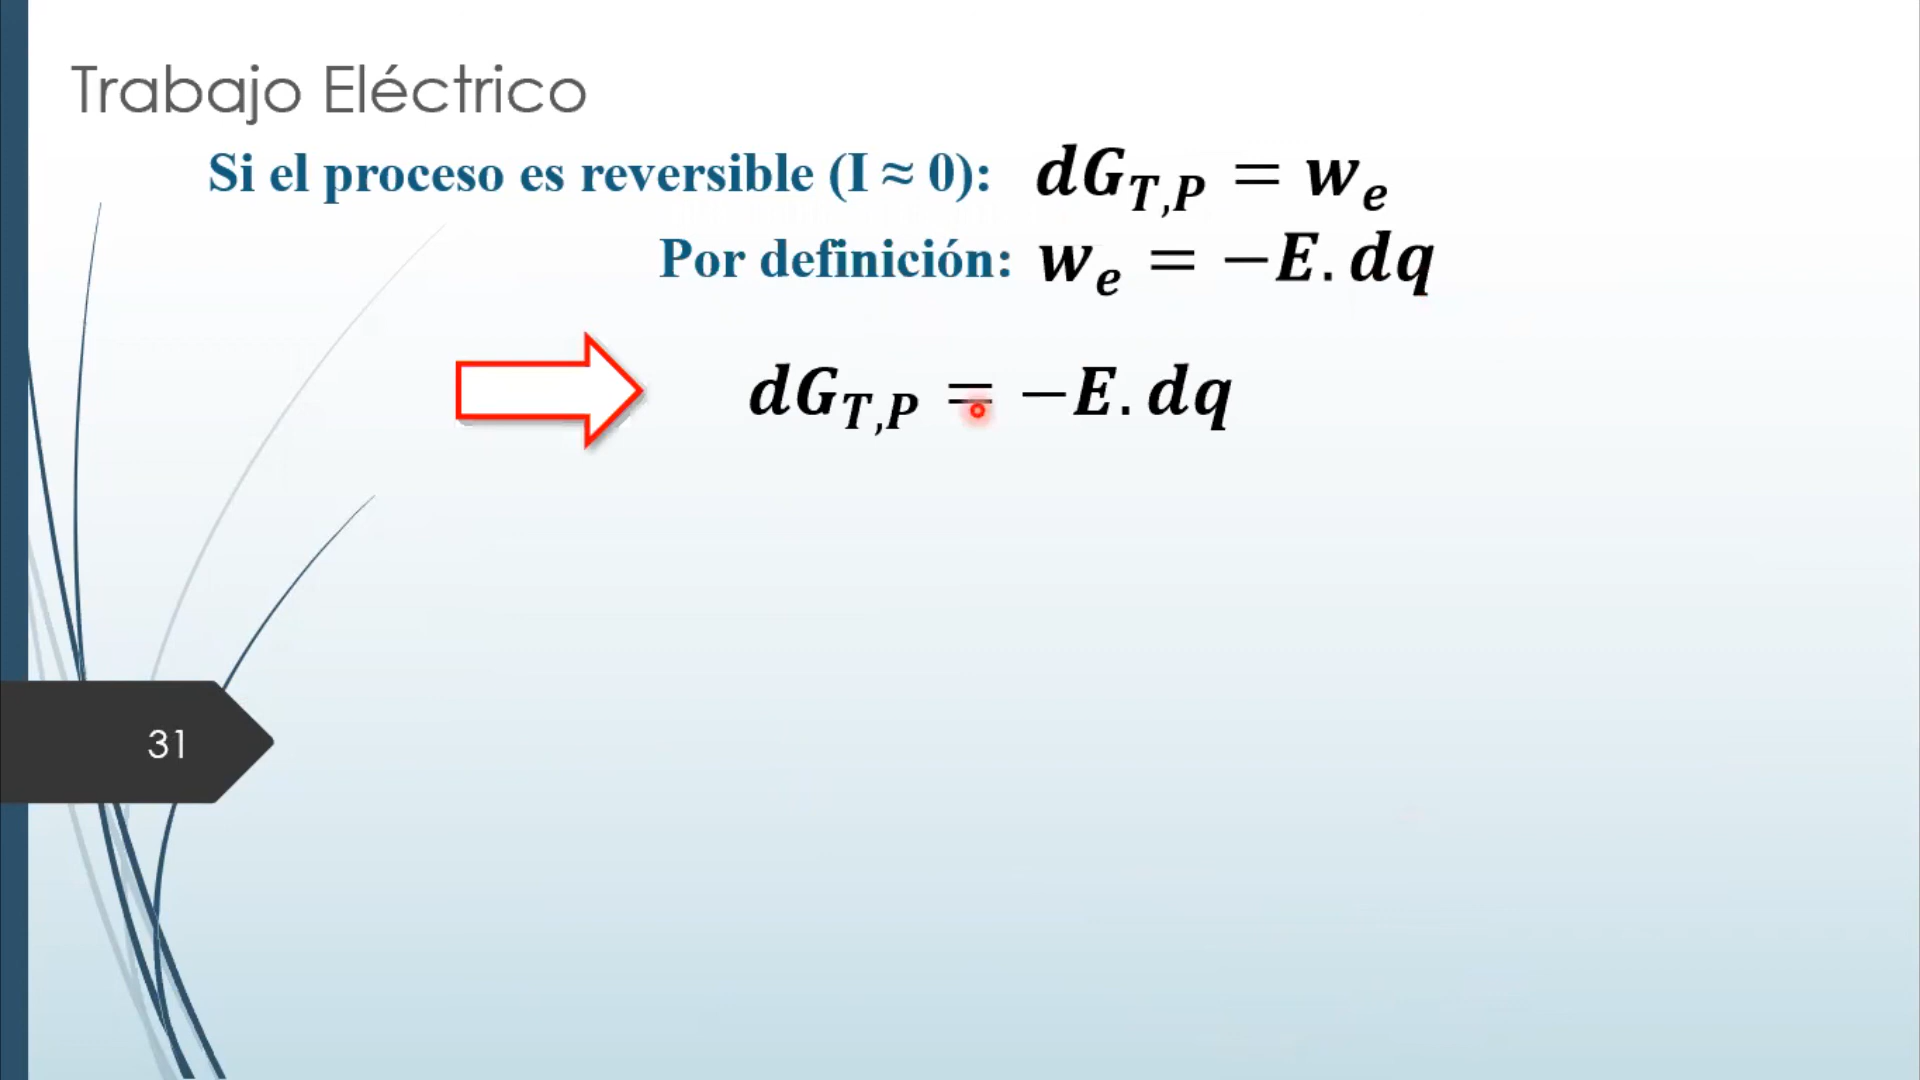 Trabajo Eléctrico
Si el proceso es reversible (I ≈ 0): dG_{T,P} = w_e
Por definición: w_e = −E. dq
dG_{T,P} = −E. dq
31